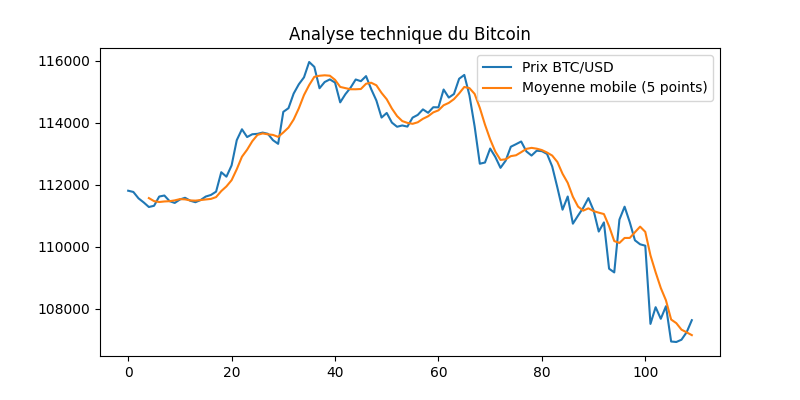 Analyse technique du Bitcoin
Prix BTC/USD
Moyenne mobile (5 points)
116000
114000
112000
110000
108000
0 20 40 60 80 100